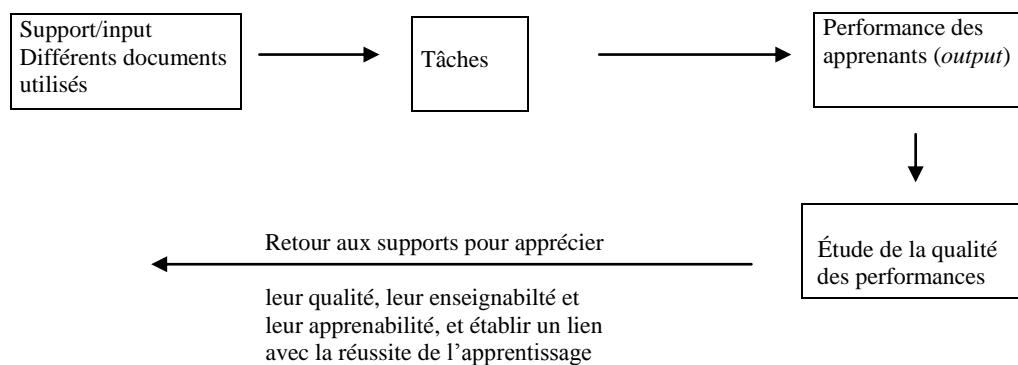 Support/input
Différents documents
utilisés
Tâches
Performance des
apprenants (output)
Étude de la qualité
des performances
Retour aux supports pour apprécier
leur qualité, leur enseignabilté et
leur apprenabilité, et établir un lien
avec la réussite de l’apprentissage